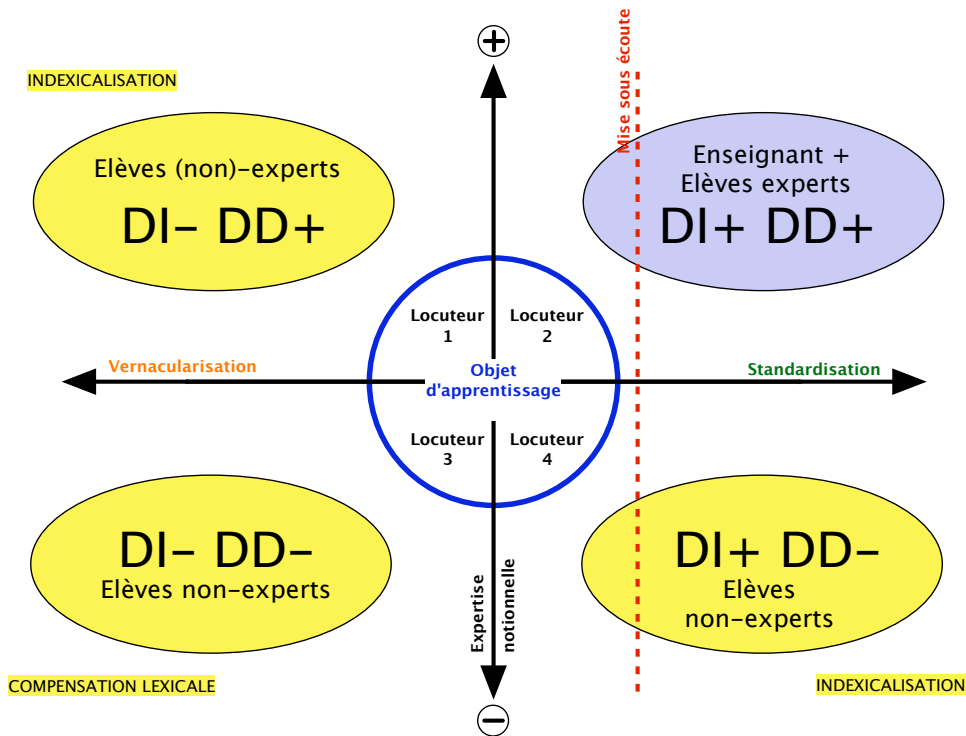 +
Mise sous écoute
INDEXICALISATION
Elèves (non)-experts
DI- DD+
Enseignant +
Elèves experts
DI+ DD+
Locuteur
1
Locuteur
2
Vernacularisation
Objet
d'apprentissage
Standardisation
Locuteur
3
Locuteur
4
DI- DD-
Elèves non-experts
Expertise
notionnelle
DI+ DD-
Elèves
non-experts
COMPENSATION LEXICALE
INDEXICALISATION
−